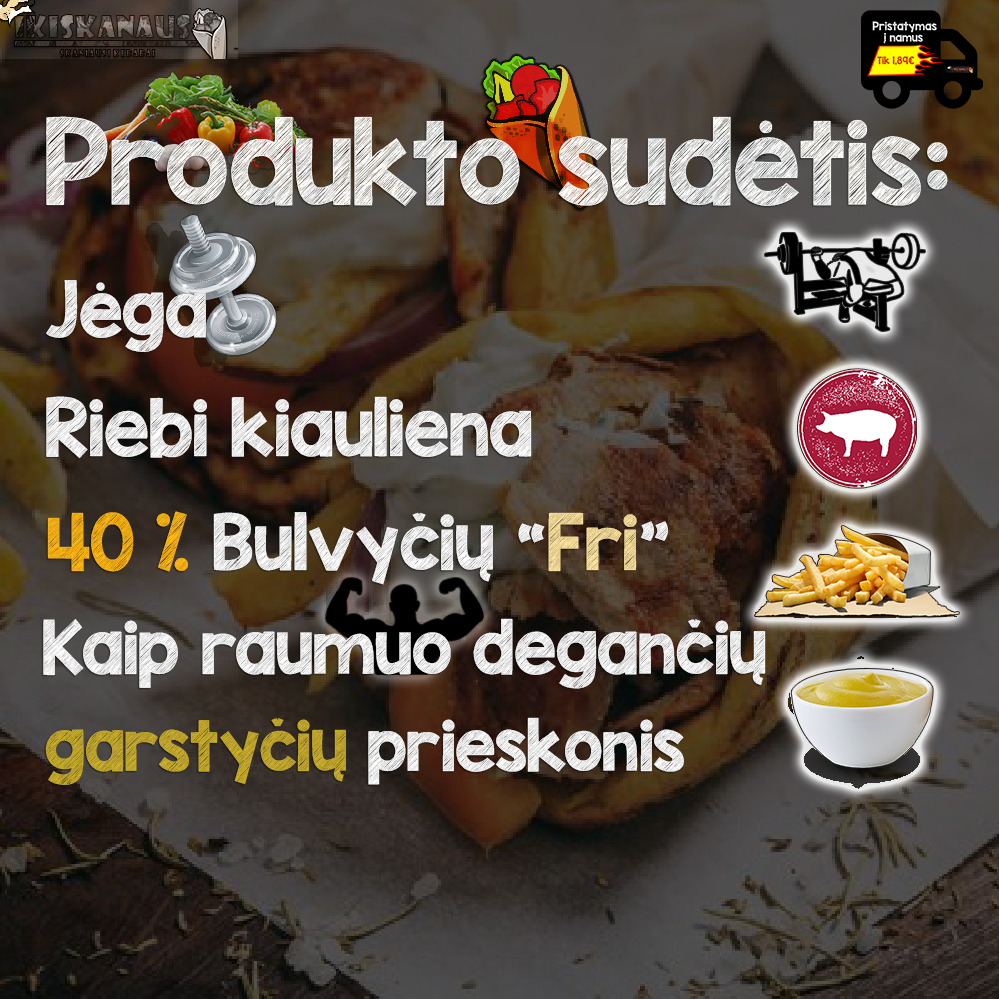 KISKANAUS
Pristatymas
į namus
Tik 1,89€
Produkto sudėtis:
Jėga
Riebi kiauliena
40 % Bulvyčių “Fri”
Kaip raumuo degančių
garstyčių prieskonis